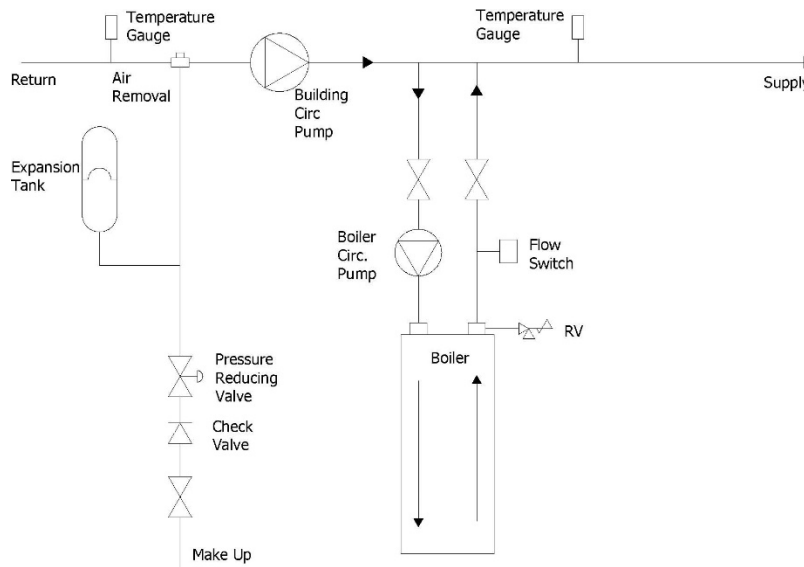 Temperature
Gauge
Temperature
Gauge
Return
Air
Removal
Building
Circ
Pump
Supply
Expansion
Tank
Boiler
Circ.
Pump
Flow
Switch
RV
Boiler
Pressure
Reducing
Valve
Check
Valve
Make Up